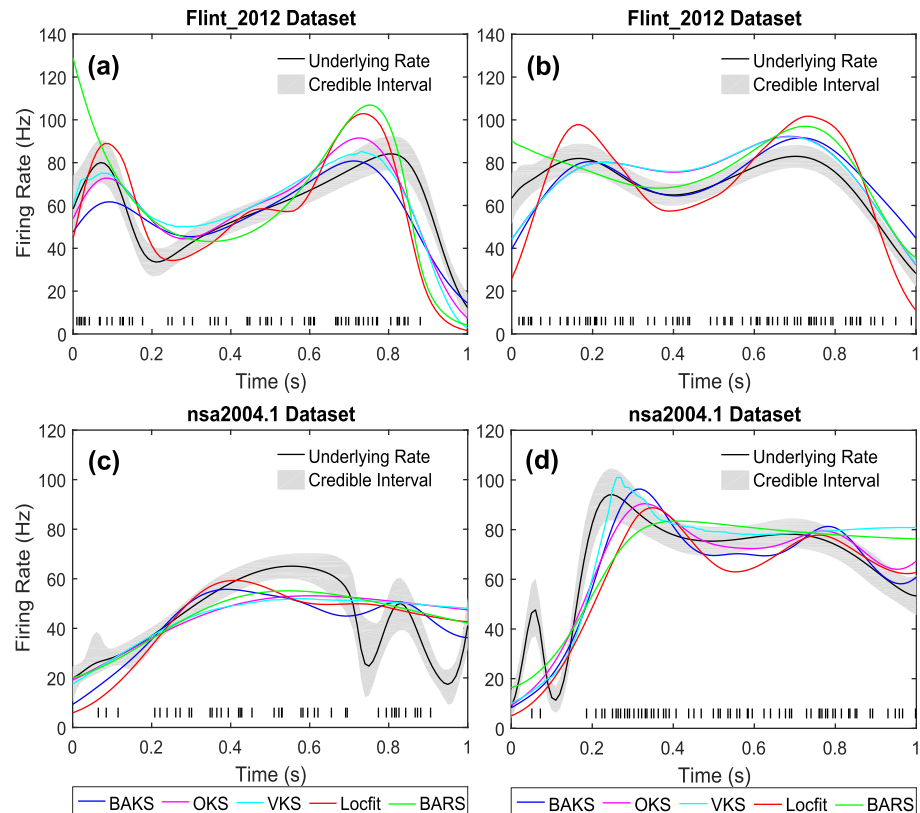 Flint_2012 Dataset
(a)
Underlying Rate
Credible Interval
Firing Rate (Hz)
140
120
100
80
60
40
20
0
0 0.2 0.4 0.6 0.8 1
Time (s)
Flint_2012 Dataset
(b)
Underlying Rate
Credible Interval
140
120
100
80
60
40
20
0
0 0.2 0.4 0.6 0.8 1
Time (s)
nsa2004.1 Dataset
(c)
Underlying Rate
Credible Interval
Firing Rate (Hz)
120
100
80
60
40
20
0
0 0.2 0.4 0.6 0.8 1
Time (s)
nsa2004.1 Dataset
(d)
Underlying Rate
Credible Interval
120
100
80
60
40
20
0
0 0.2 0.4 0.6 0.8 1
Time (s)
BAKS OKS VKS Locfit BARS
BAKS OKS VKS Locfit BARS